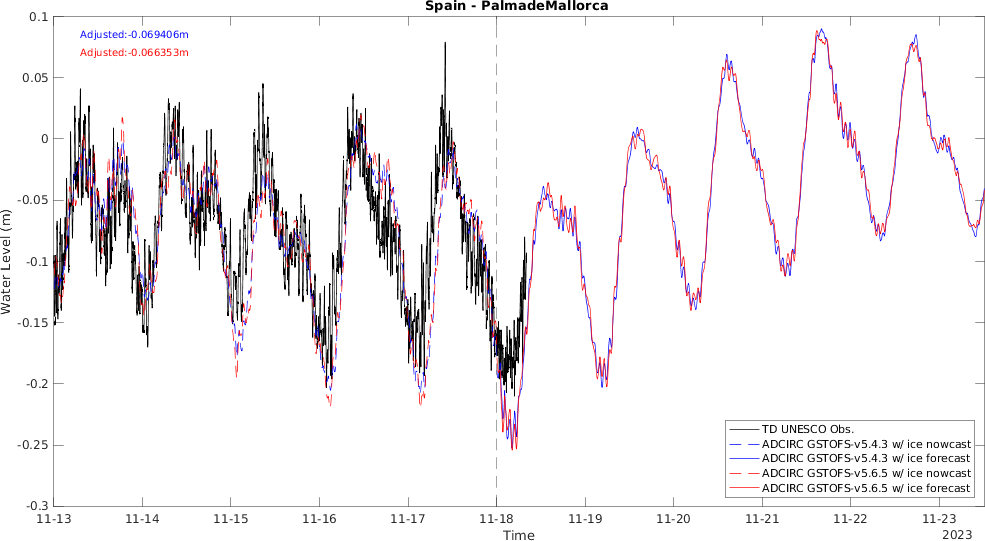 Spain - PalmadeMallorca
Adjusted:-0.069406m
Adjusted:-0.066353m
Water Level (m)
0.1
0.05
0
-0.05
-0.1
-0.15
-0.2
-0.25
-0.3
TD UNESCO Obs.
ADCIRC GSTOFS-v5.4.3 w/ ice nowcast
ADCIRC GSTOFS-v5.4.3 w/ ice forecast
ADCIRC GSTOFS-v5.6.5 w/ ice nowcast
ADCIRC GSTOFS-v5.6.5 w/ ice forecast
11-13 11-14 11-15 11-16 11-17 11-18 11-19 11-20 11-21 11-22 11-23
Time
2023